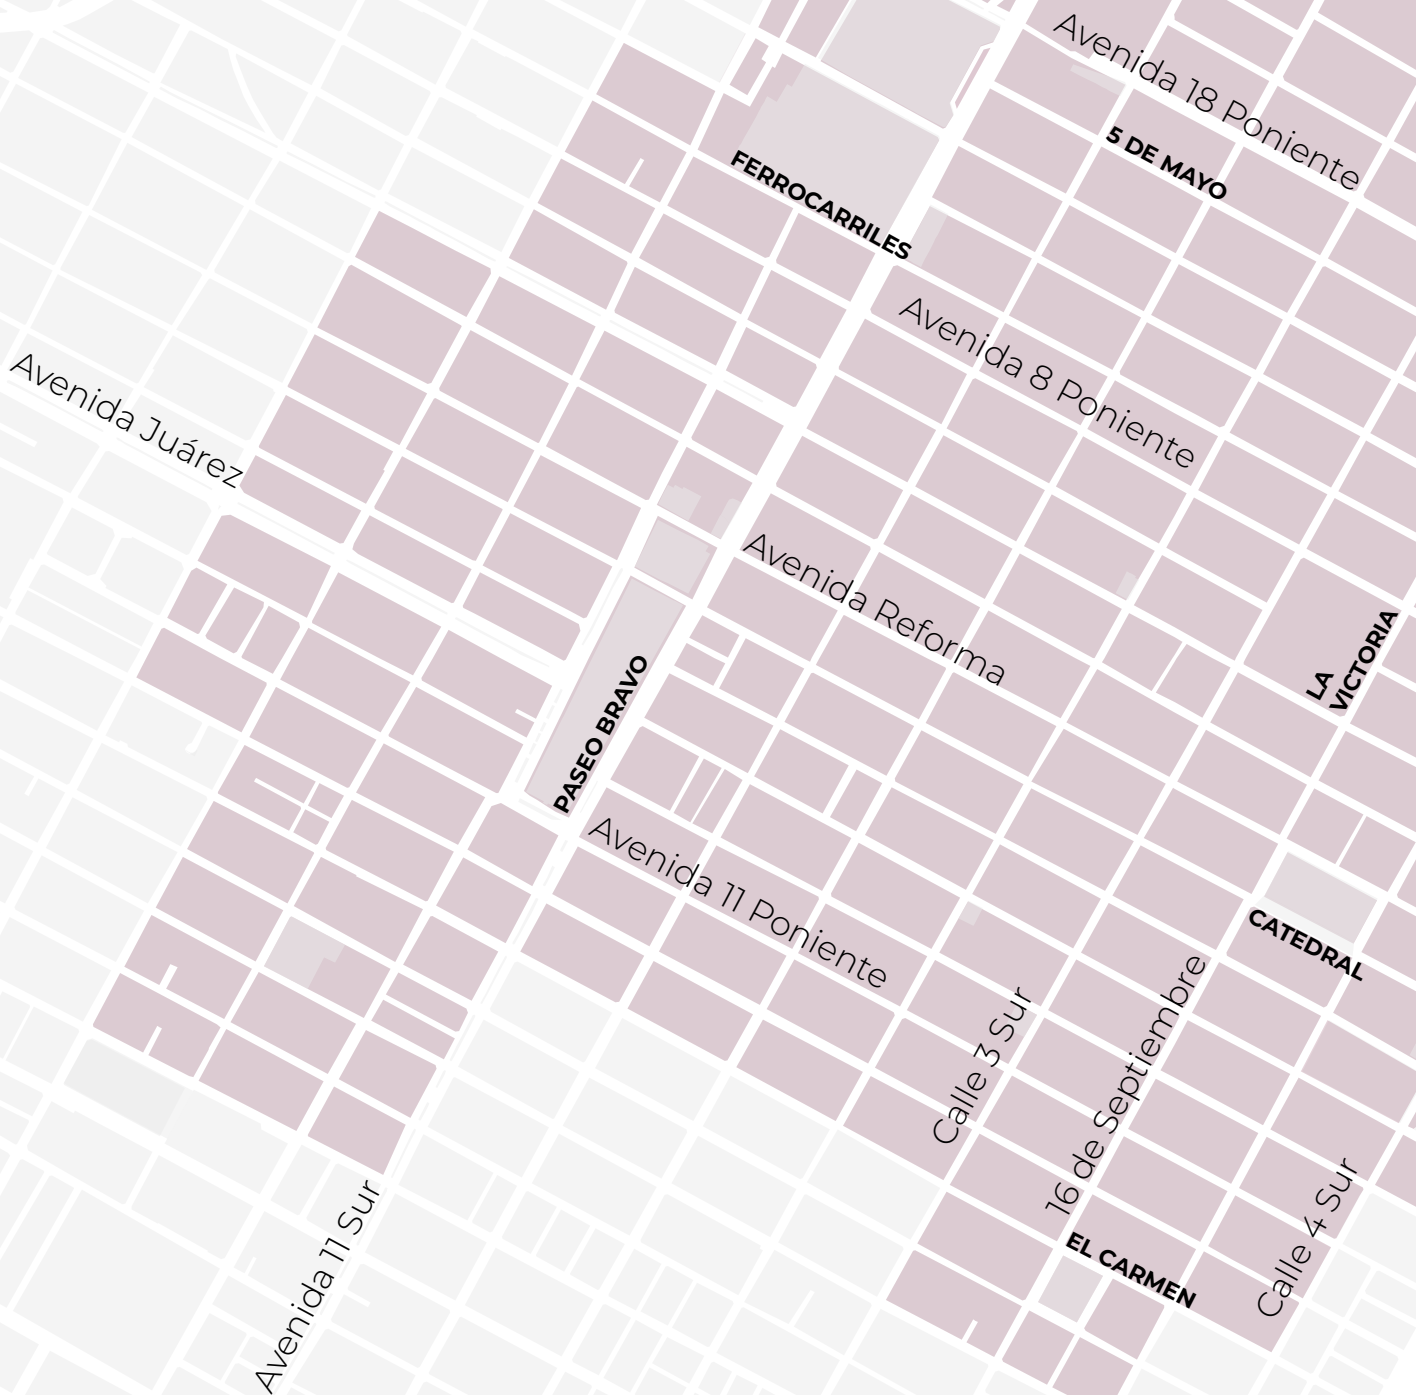 Avenida 18 Poniente
5 DE MAYO
FERROCARRILES
Avenida 8 Poniente
Avenida Juárez
Avenida Reforma
LA
VICTORIA
PASEO BRAVO
Avenida 11 Poniente
CATEDRAL
16 de Septiembre
Calle 3 Sur
Calle 4 Sur
EL CARMEN
Avenida 11 Sur